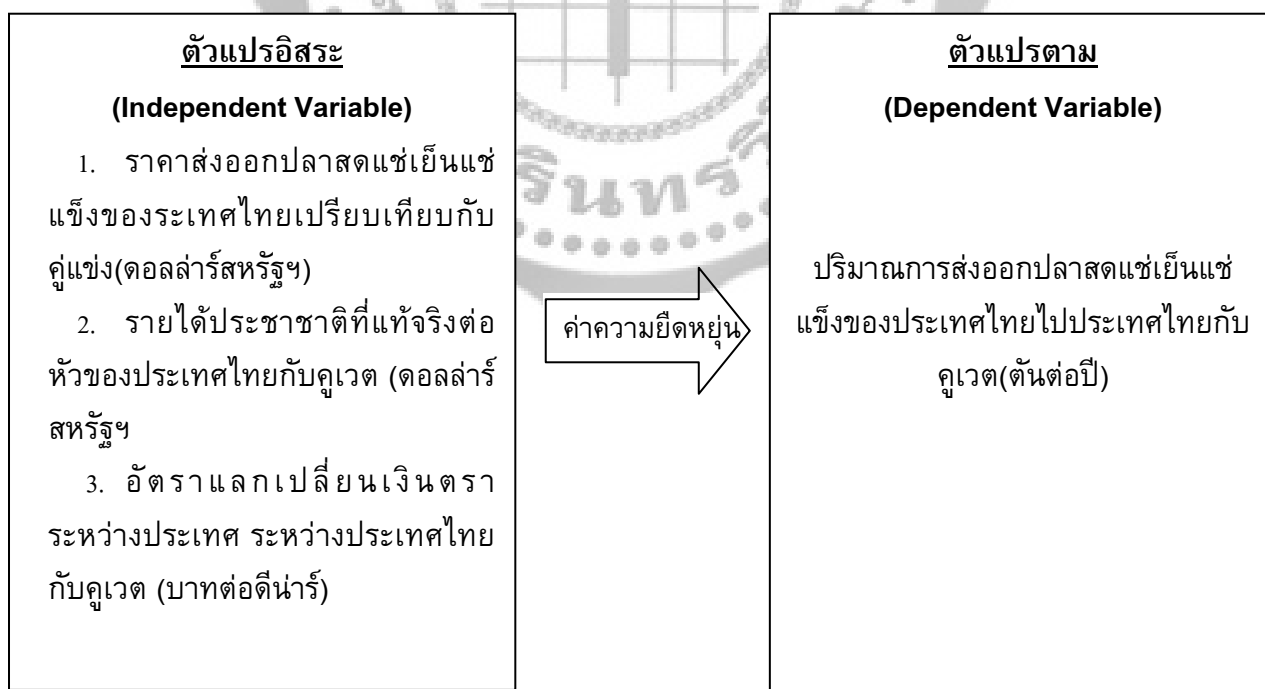 ตัวแปรอิสระ
(Independent Variable)
1. ราคาส่งออกปลาสดแช่เย็นแช่
แข็งของระเทศไทยเปรียบเทียบกับ
คู่แข่ง(ดอลล่าร์สหรัฐฯ)
2. รายได้ประชาชาติที่แท้จริงต่อ
หัวของประเทศไทยกับคูเวต (ดอลล่าร์
สหรัฐฯ
3. อัตราแลกเปลี่ยนเงินตรา
ระหว่างประเทศ ระหว่างประเทศไทย
กับคูเวต (บาทต่อดีน่าร์)
ค่าความยืดหยุ่น
ตัวแปรตาม
(Dependent Variable)
ปริมาณการส่งออกปลาสดแช่เย็นแช่
แข็งของประเทศไทยไปประเทศไทยกับ
คูเวต(ตันต่อปี)